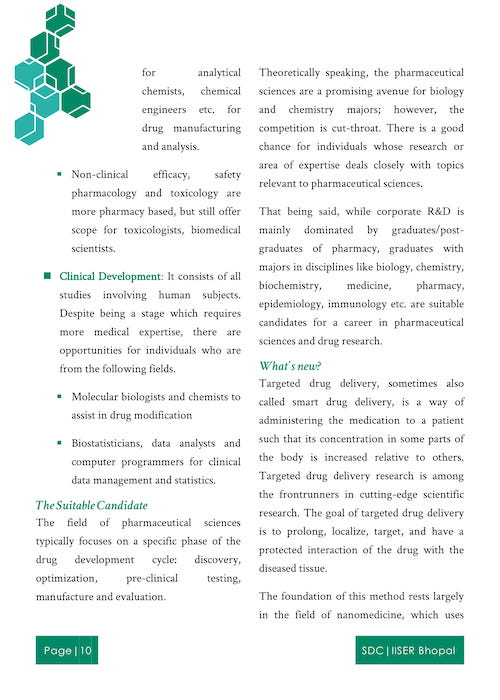 for analytical
chemists, chemical
engineers etc. for
drug manufacturing
and analysis.
Non-clinical efficacy, safety
pharmacology and toxicology are
more pharmacy based, but still offer
scope for toxicologists, biomedical
scientists.
Clinical Development: It consists of all
studies involving human subjects.
Despite being a stage which requires
more medical expertise, there are
opportunities for individuals who are
from the following fields.
Molecular biologists and chemists to
assist in drug modification
Biostatisticians, data analysts and
computer programmers for clinical
data management and statistics.
The Suitable Candidate
The field of pharmaceutical sciences
typically focuses on a specific phase of the
drug development cycle: discovery,
optimization, pre-clinical testing,
manufacture and evaluation.
Theoretically speaking, the pharmaceutical
sciences are a promising avenue for biology
and chemistry majors; however, the
competition is cut-throat. There is a good
chance for individuals whose research or
area of expertise deals closely with topics
relevant to pharmaceutical sciences.
That being said, while corporate R&D is
mainly dominated by graduates/post-
graduates of pharmacy, graduates with
majors in disciplines like biology, chemistry,
biochemistry, medicine, pharmacy,
epidemiology, immunology etc. are suitable
candidates for a career in pharmaceutical
sciences and drug research.
What's new?
Targeted drug delivery, sometimes also
called smart drug delivery, is a way of
administering the medication to a patient
such that its concentration in some parts of
the body is increased relative to others.
Targeted drug delivery research is among
the frontrunners in cutting-edge scientific
research. The goal of targeted drug delivery
is to prolong, localize, target, and have a
protected interaction of the drug with the
diseased tissue.
The foundation of this method rests largely
in the field of nanomedicine, which uses
Page|10
SDC|IISER Bhopal